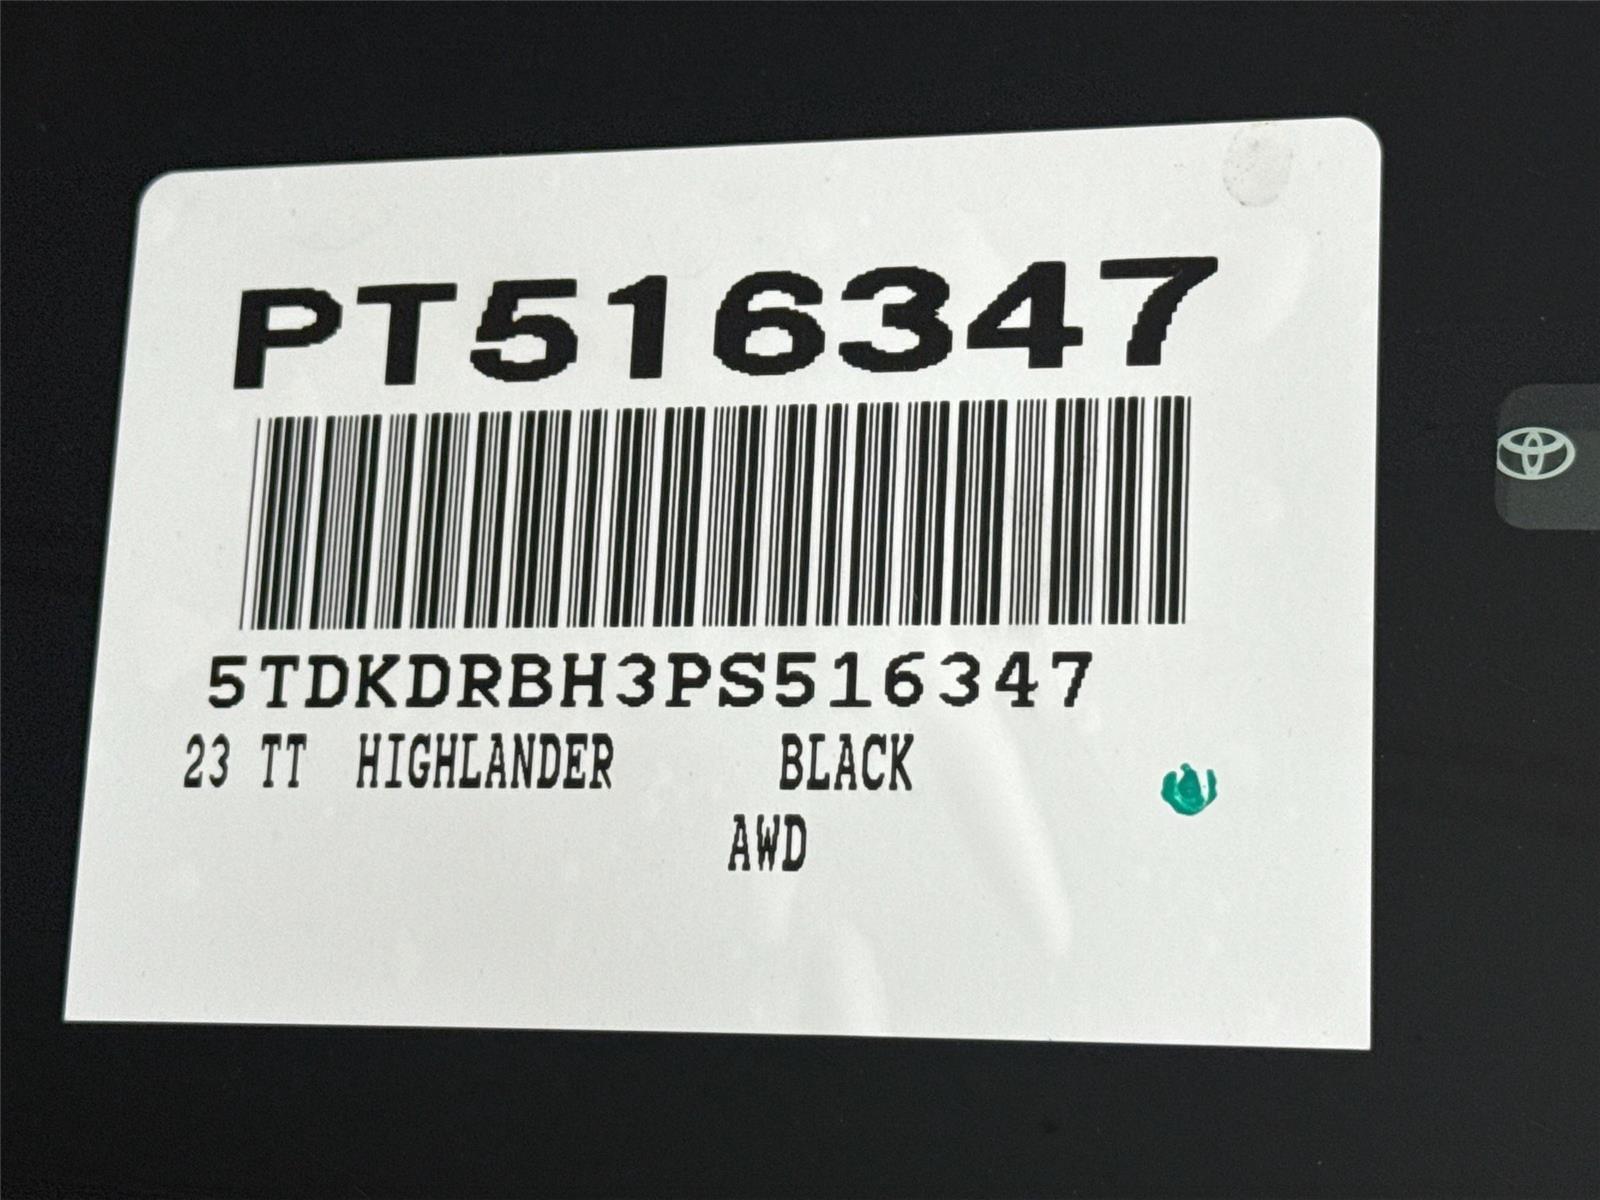 PT516347
5TDKDRBH3PS516347
23 TT HIGHLANDER BLACK
AWD